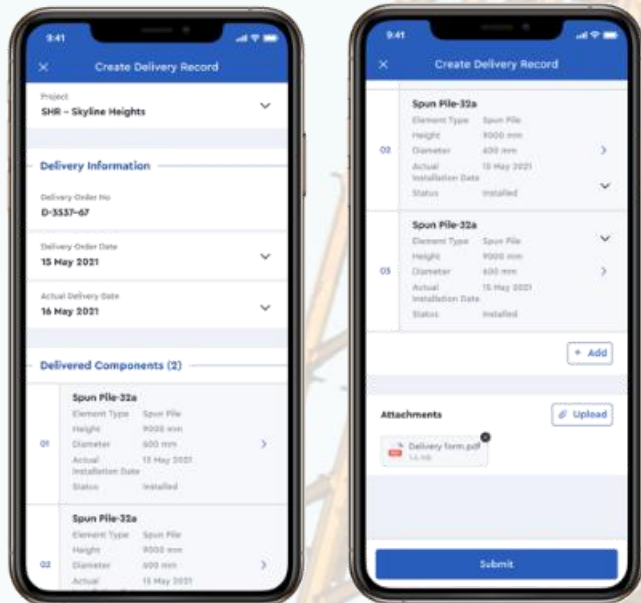 9:41
Create Delivery Record
Project
SHR - Skyline Heights
Delivery Information
Delivery Order No
D-3537-67
Delivery Order Date
15 May 2021
Actual Delivery Date
16 May 2021
Delivered Components (2)
01
Spun Pile-32a
Element Type Spun Pile
Height 9000 mm
Diameter 600 mm
Actual Installation Date 15 May 2021
Status Installed
02
Spun Pile-32a
Element Type Spun Pile
Height 9000 mm
Diameter 600 mm
Actual 15 May 2021
9:41
Create Delivery Record
02
Spun Pile-32a
Element Type Spun Pile
Height 9000 mm
Diameter 600 mm
Actual Installation Date 15 May 2021
Status Installed
03
Spun Pile-32a
Element Type Spun Pile
Height 9000 mm
Diameter 600 mm
Actual Installation Date 15 May 2021
Status Installed
+ Add
Attachments
Upload
Delivery form.pdf